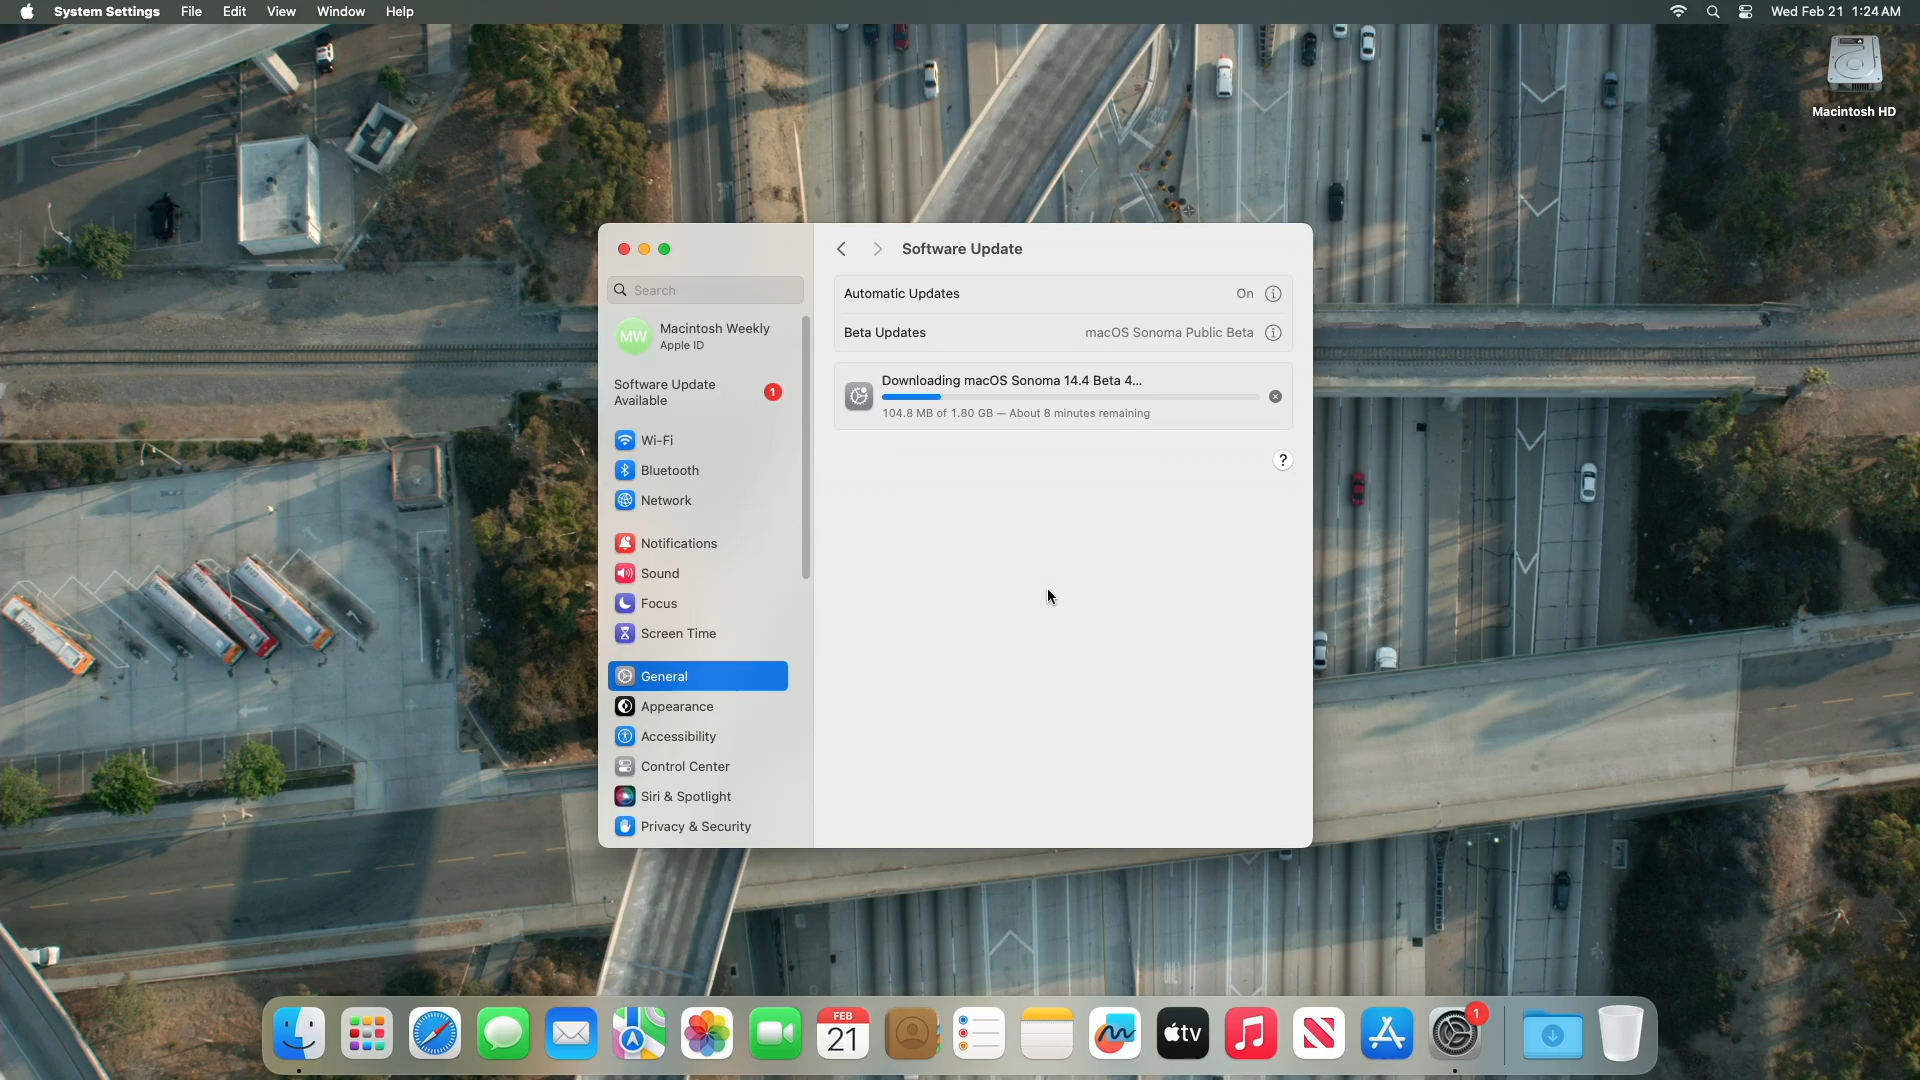 System Settings File Edit View Window Help Wed Feb 21 1:24 AM
Macintosh HD
Software Update
Search
Automatic Updates On
Beta Updates macOS Sonoma Public Beta
MW
Macintosh Weekly
Apple ID
Downloading macOS Sonoma 14.4 Beta 4...
104.8 MB of 1.80 GB — About 8 minutes remaining
?
Software Update
Available
1
Wi-Fi
Bluetooth
Network
Notifications
Sound
Focus
Screen Time
General
Appearance
Accessibility
Control Center
Siri & Spotlight
Privacy & Security
FEB
21
tv
1